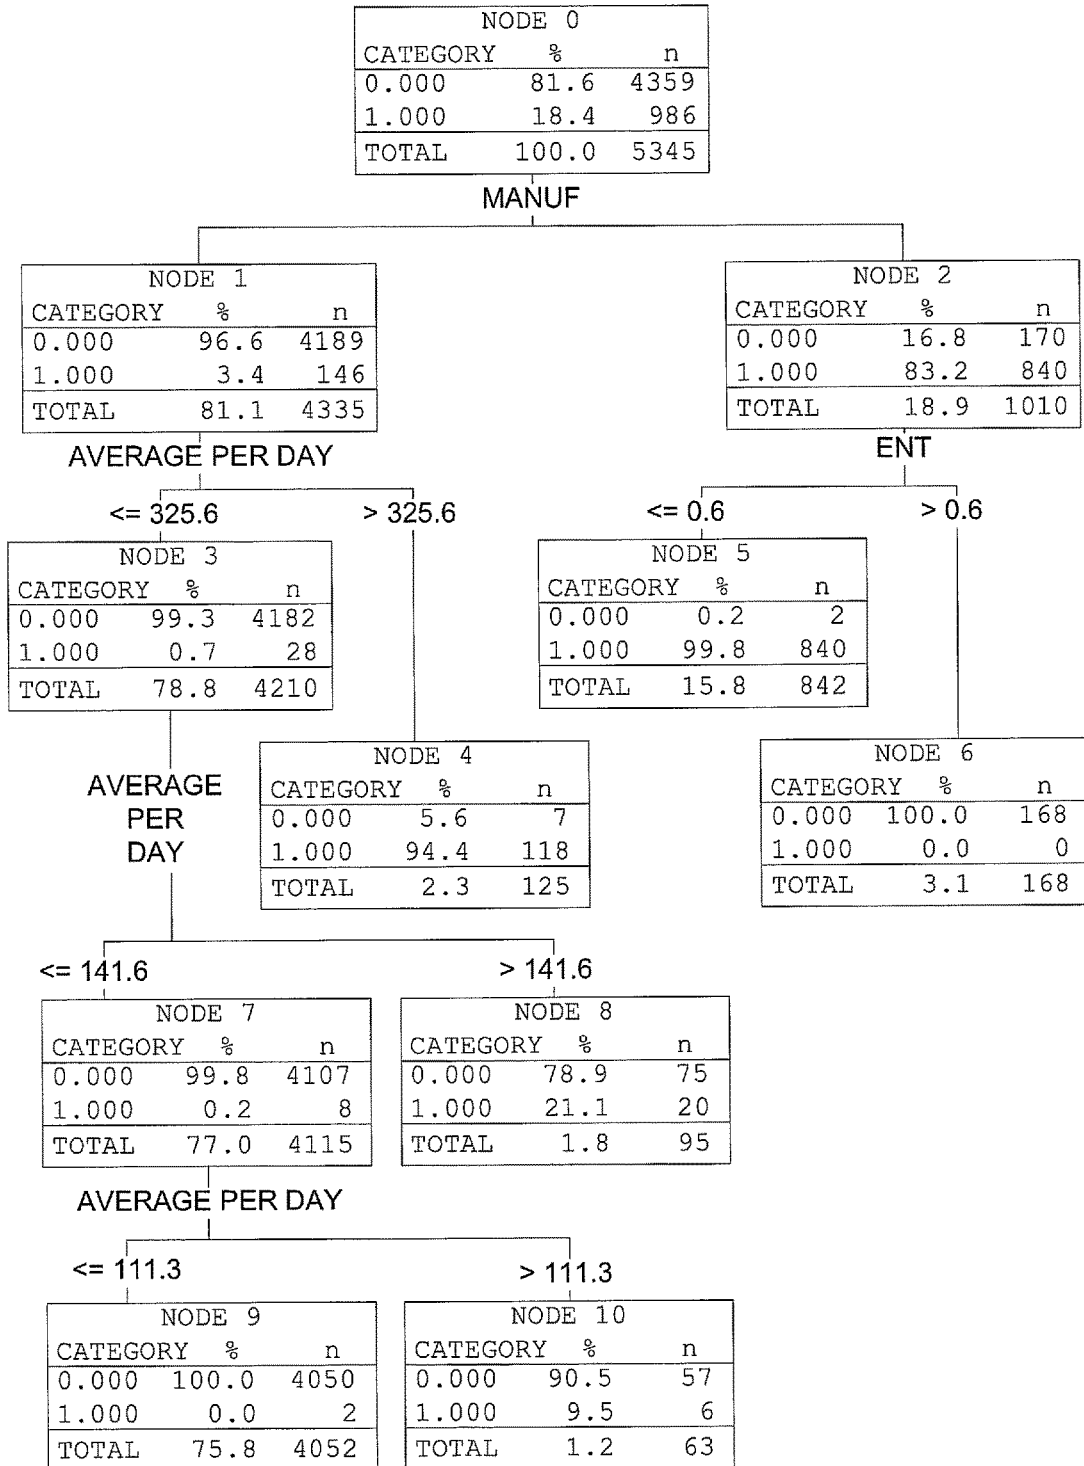 NODE 0
CATEGORY % n
0.000 81.6 4359
1.000 18.4 986
TOTAL 100.0 5345
MANUF
NODE 1
CATEGORY % n
0.000 96.6 4189
1.000 3.4 146
TOTAL 81.1 4335
NODE 2
CATEGORY % n
0.000 16.8 170
1.000 83.2 840
TOTAL 18.9 1010
AVERAGE PER DAY
ENT
<= 325.6
> 325.6
<= 0.6
> 0.6
NODE 3
CATEGORY % n
0.000 99.3 4182
1.000 0.7 28
TOTAL 78.8 4210
NODE 5
CATEGORY % n
0.000 0.2 2
1.000 99.8 840
TOTAL 15.8 842
AVERAGE
PER
DAY
NODE 4
CATEGORY % n
0.000 5.6 7
1.000 94.4 118
TOTAL 2.3 125
NODE 6
CATEGORY % n
0.000 100.0 168
1.000 0.0 0
TOTAL 3.1 168
<= 141.6
> 141.6
NODE 7
CATEGORY % n
0.000 99.8 4107
1.000 0.2 8
TOTAL 77.0 4115
NODE 8
CATEGORY % n
0.000 78.9 75
1.000 21.1 20
TOTAL 1.8 95
AVERAGE PER DAY
<= 111.3
> 111.3
NODE 9
CATEGORY % n
0.000 100.0 4050
1.000 0.0 2
TOTAL 75.8 4052
NODE 10
CATEGORY % n
0.000 90.5 57
1.000 9.5 6
TOTAL 1.2 63